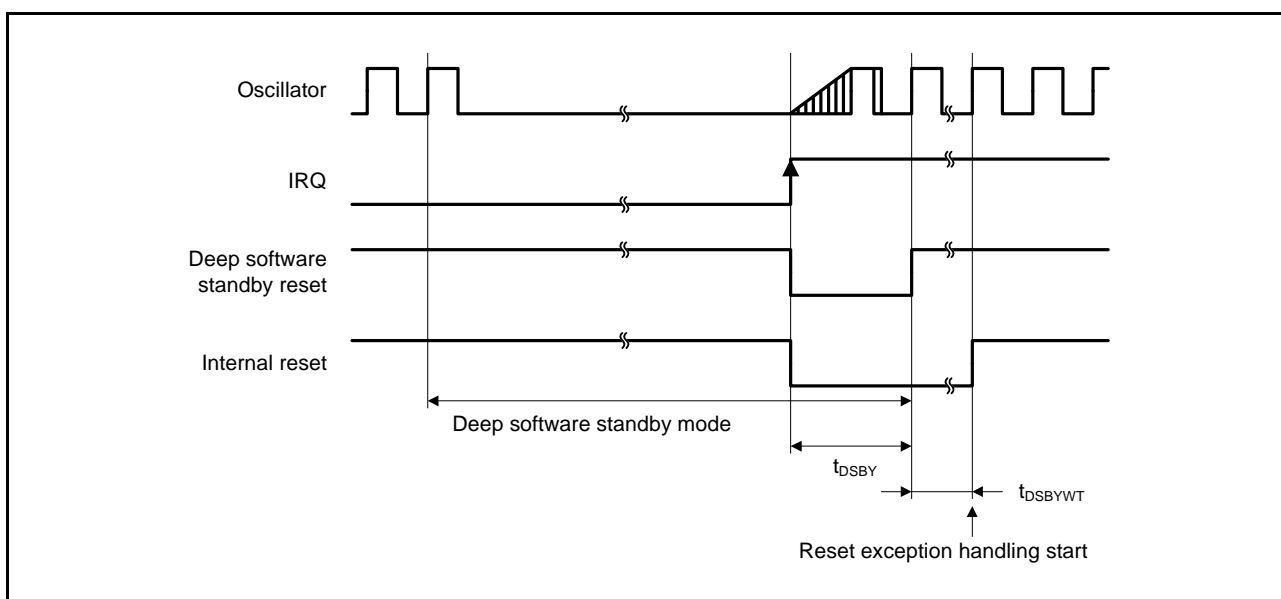 Oscillator
IRQ
Deep software
standby reset
Internal reset
Deep software standby mode
tDSBY
tDSBYWT
Reset exception handling start